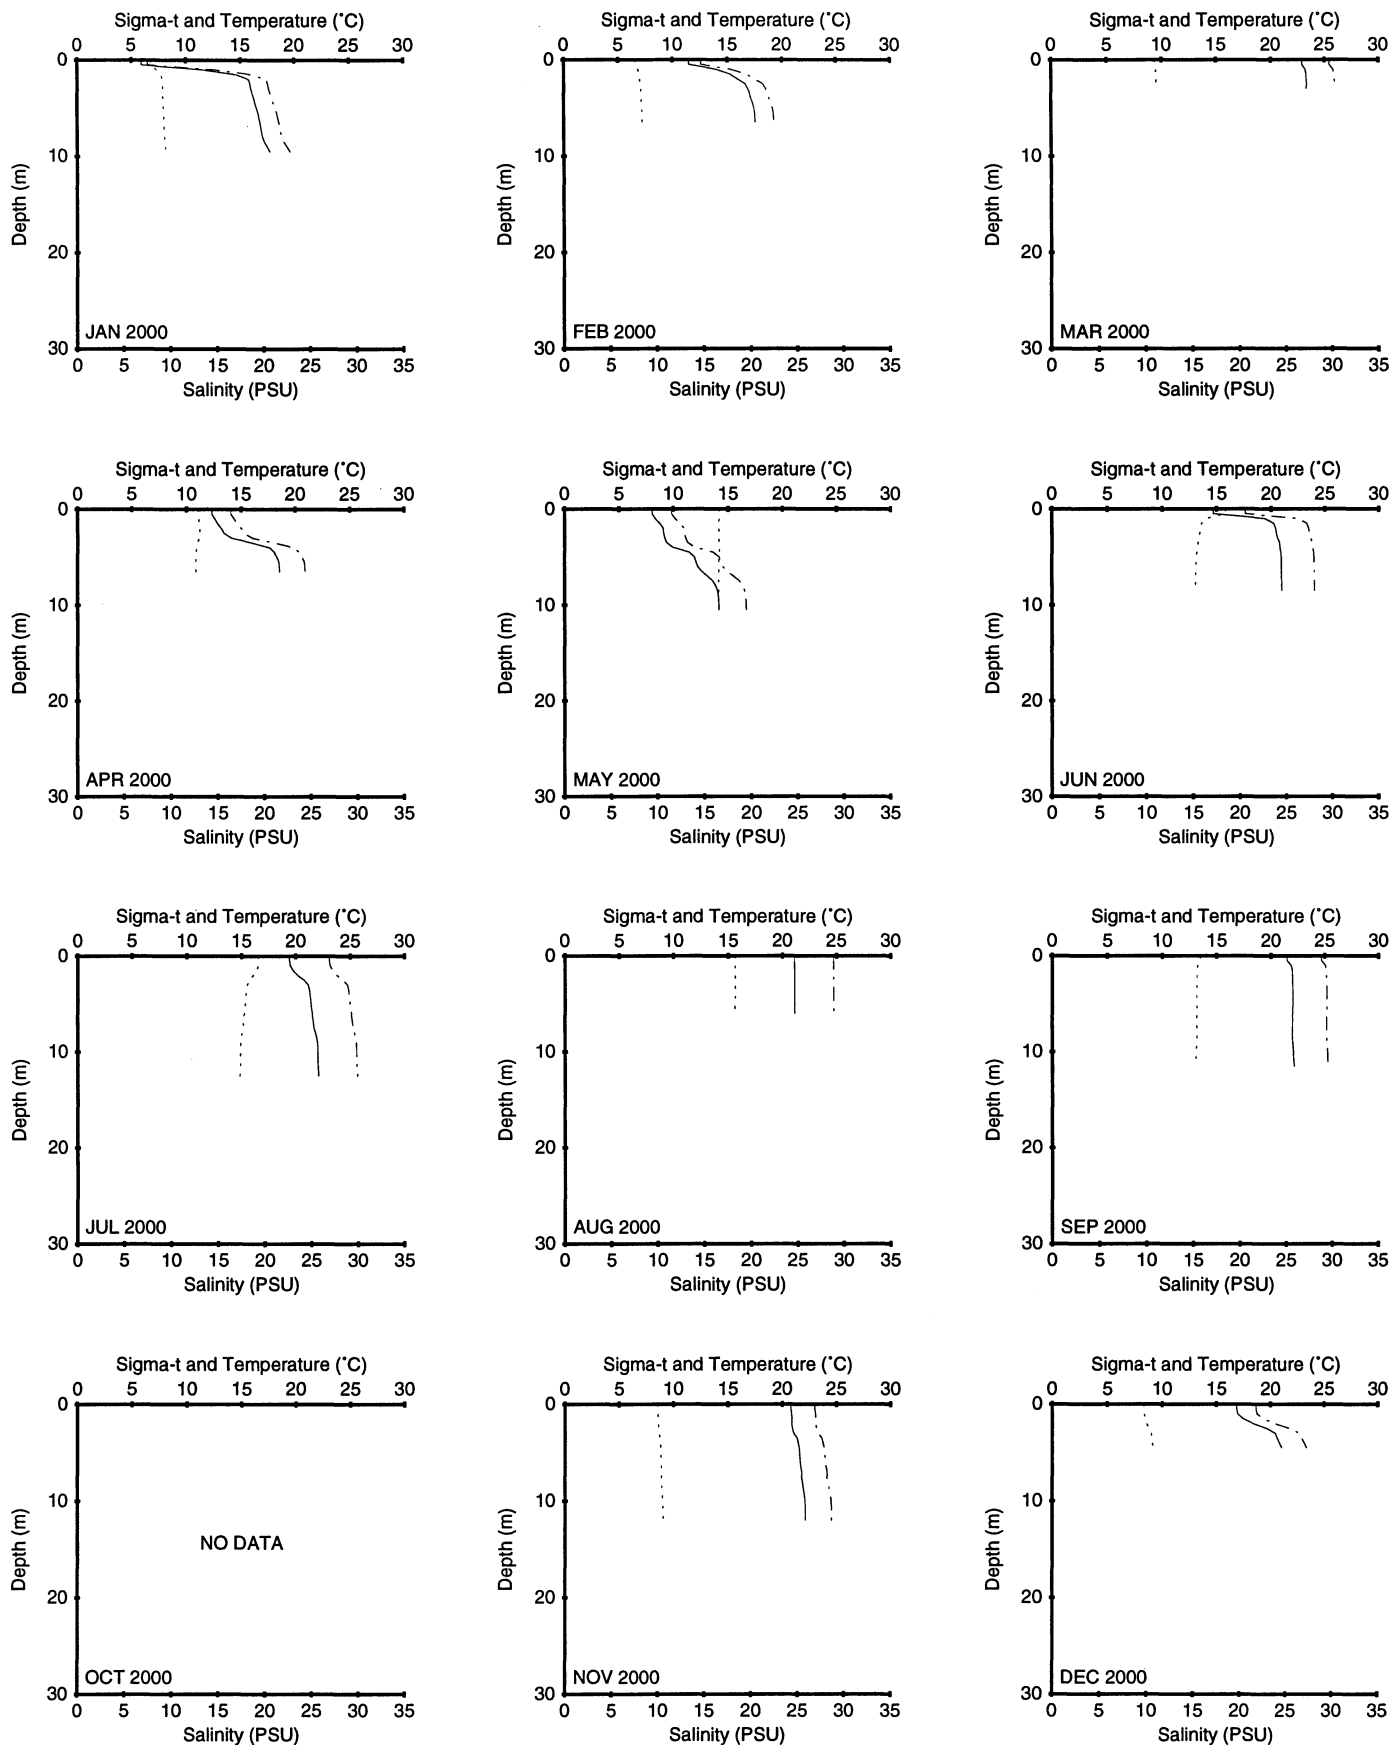 Sigma-t and Temperature (˚C)
0 5 10 15 20 25 30
0
10
20
30
Depth (m)
JAN 2000
0 5 10 15 20 25 30 35
Salinity (PSU)
Sigma-t and Temperature (˚C)
0 5 10 15 20 25 30
0
10
20
30
Depth (m)
FEB 2000
0 5 10 15 20 25 30 35
Salinity (PSU)
Sigma-t and Temperature (˚C)
0 5 10 15 20 25 30
0
10
20
30
Depth (m)
MAR 2000
0 5 10 15 20 25 30 35
Salinity (PSU)
Sigma-t and Temperature (˚C)
0 5 10 15 20 25 30
0
10
20
30
Depth (m)
APR 2000
0 5 10 15 20 25 30 35
Salinity (PSU)
Sigma-t and Temperature (˚C)
0 5 10 15 20 25 30
0
10
20
30
Depth (m)
MAY 2000
0 5 10 15 20 25 30 35
Salinity (PSU)
Sigma-t and Temperature (˚C)
0 5 10 15 20 25 30
0
10
20
30
Depth (m)
JUN 2000
0 5 10 15 20 25 30 35
Salinity (PSU)
Sigma-t and Temperature (˚C)
0 5 10 15 20 25 30
0
10
20
30
Depth (m)
JUL 2000
0 5 10 15 20 25 30 35
Salinity (PSU)
Sigma-t and Temperature (˚C)
0 5 10 15 20 25 30
0
10
20
30
Depth (m)
AUG 2000
0 5 10 15 20 25 30 35
Salinity (PSU)
Sigma-t and Temperature (˚C)
0 5 10 15 20 25 30
0
10
20
30
Depth (m)
SEP 2000
0 5 10 15 20 25 30 35
Salinity (PSU)
Sigma-t and Temperature (˚C)
0 5 10 15 20 25 30
0
10
20
30
Depth (m)
NO DATA
OCT 2000
0 5 10 15 20 25 30 35
Salinity (PSU)
Sigma-t and Temperature (˚C)
0 5 10 15 20 25 30
0
10
20
30
Depth (m)
NOV 2000
0 5 10 15 20 25 30 35
Salinity (PSU)
Sigma-t and Temperature (˚C)
0 5 10 15 20 25 30
0
10
20
30
Depth (m)
DEC 2000
0 5 10 15 20 25 30 35
Salinity (PSU)